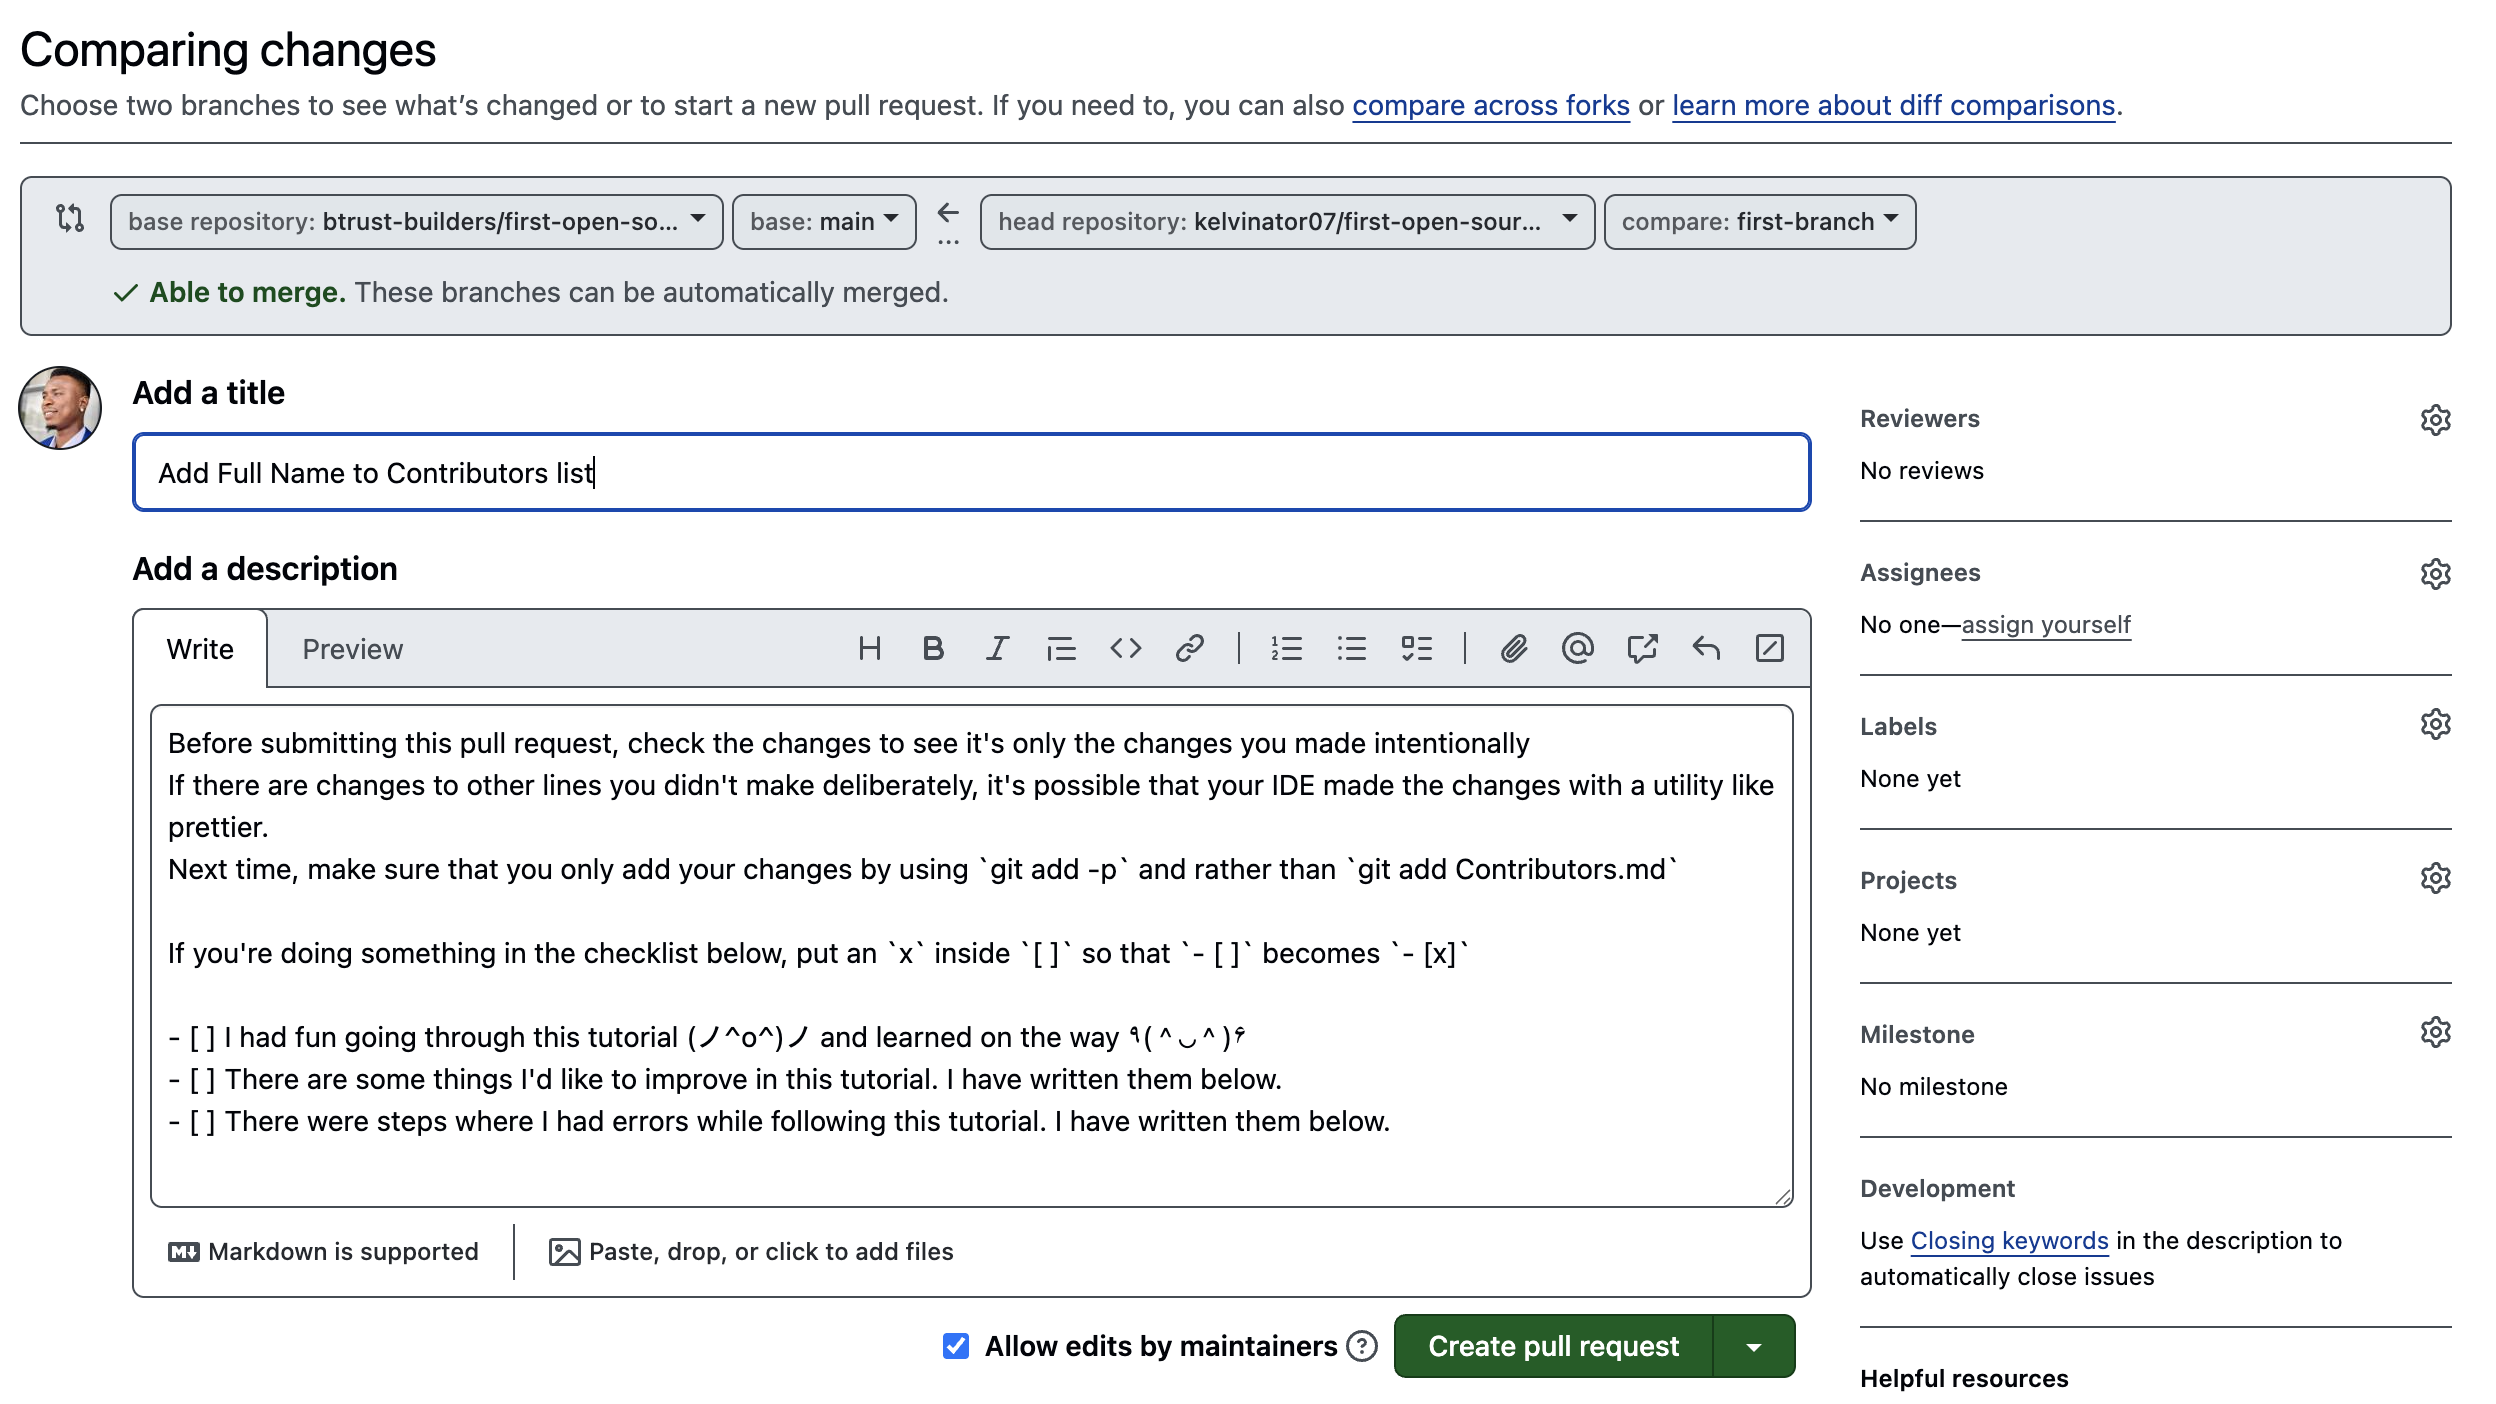 Comparing changes
Choose two branches to see what’s changed or to start a new pull request. If you need to, you can also compare across forks or learn more about diff comparisons.
base repository: btrust-builders/first-open-so... base: main ← ... head repository: kelvinator07/first-open-sour... compare: first-branch
Able to merge. These branches can be automatically merged.
Add a title
Add Full Name to Contributors list
Add a description
Write Preview
Before submitting this pull request, check the changes to see it's only the changes you made intentionally
If there are changes to other lines you didn't make deliberately, it's possible that your IDE made the changes with a utility like
prettier.
Next time, make sure that you only add your changes by using `git add -p` and rather than `git add Contributors.md`
If you're doing something in the checklist below, put an `x` inside `[ ]` so that `- [ ]` becomes `- [x]`
- [ ] I had fun going through this tutorial (ノ^o^)ノ and learned on the way ٩(^◡^)۶
- [ ] There are some things I'd like to improve in this tutorial. I have written them below.
- [ ] There were steps where I had errors while following this tutorial. I have written them below.
Markdown is supported
Paste, drop, or click to add files
Allow edits by maintainers
Create pull request
Reviewers
No reviews
Assignees
No one—assign yourself
Labels
None yet
Projects
None yet
Milestone
No milestone
Development
Use Closing keywords in the description to
automatically close issues
Helpful resources